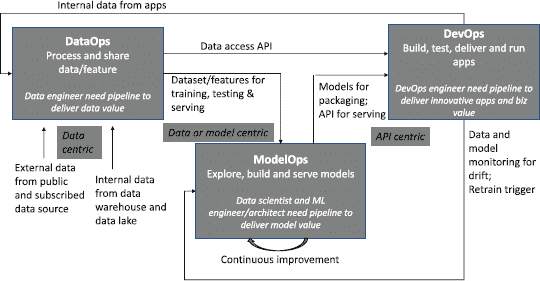 Internal data from apps
DataOps
Process and share
data/feature
Data engineer need pipeline to
deliver data value
Data access API
DevOps
Build, test, deliver and run
apps
DevOps engineer need pipeline to
deliver innovative apps and biz
value
Dataset/features for
training, testing &
serving
Models for
packaging;
API for serving
Data
centric
Data or model centric
API centric
External data
from public
and subscribed
data source
Internal data
from data
warehouse and
data lake
ModelOps
Explore, build and serve models
Data scientist and ML
engineer/architect need pipeline to
deliver model value
Data and
model
monitoring for
drift;
Retrain trigger
Continuous improvement